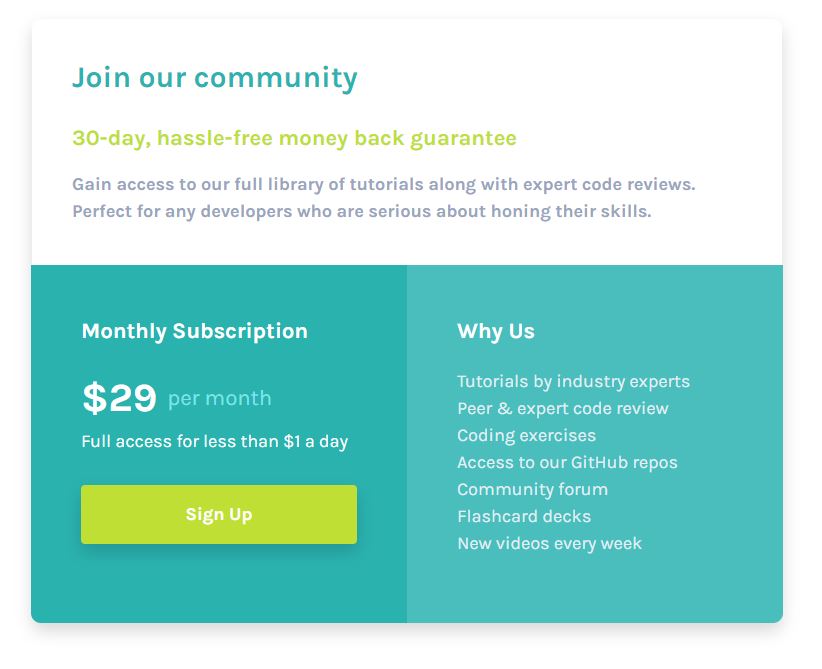 Join our community
30-day, hassle-free money back guarantee
Gain access to our full library of tutorials along with expert code reviews.
Perfect for any developers who are serious about honing their skills.
Monthly Subscription
$29 per month
Full access for less than $1 a day
Sign Up
Why Us
Tutorials by industry experts
Peer & expert code review
Coding exercises
Access to our GitHub repos
Community forum
Flashcard decks
New videos every week